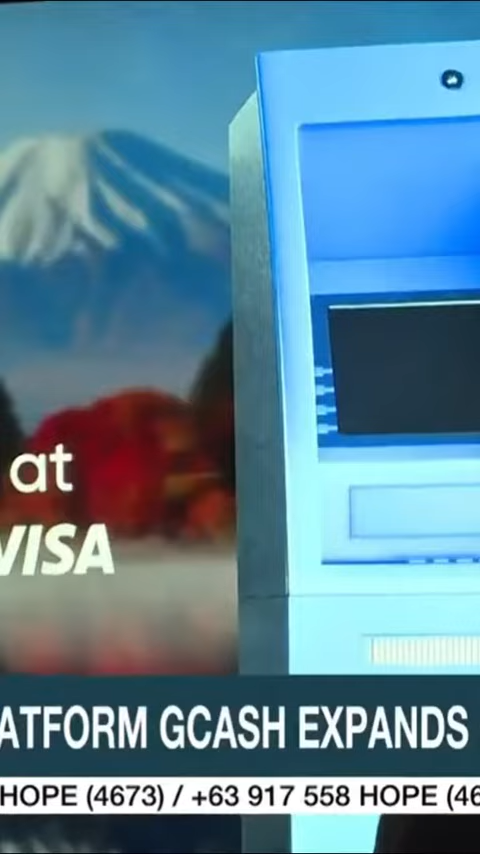 at
VISA
ATFORM GCASH EXPANDS
HOPE (4673) / +63 917 558 HOPE (46